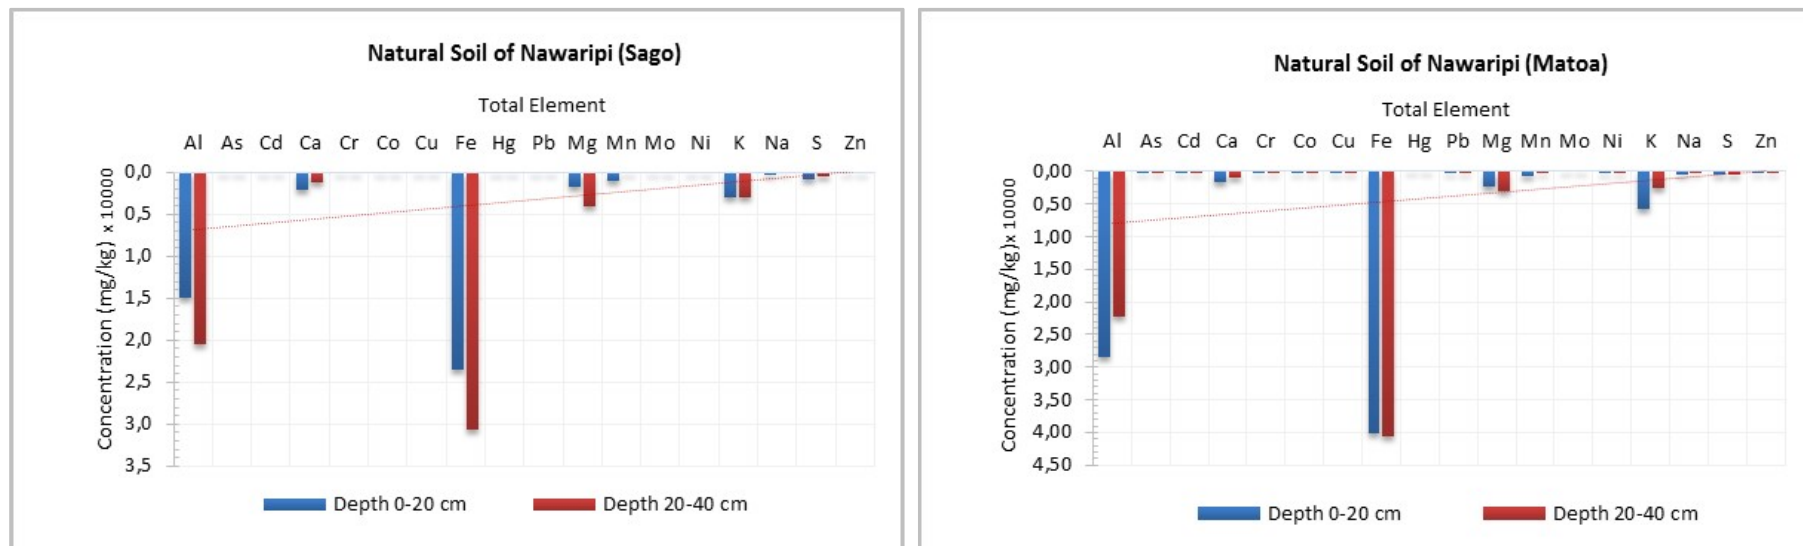 Natural Soil of Nawaripi (Sago)
Total Element
Al As Cd Ca Cr Co Cu Fe Hg Pb Mg Mn Mo Ni K Na S Zn
0,0
0,5
1,0
1,5
2,0
2,5
3,0
3,5
Concentration (mg/kg) x 10000
Depth 0-20 cm Depth 20-40 cm
Natural Soil of Nawaripi (Matoa)
Total Element
Al As Cd Ca Cr Co Cu Fe Hg Pb Mg Mn Mo Ni K Na S Zn
0,00
0,50
1,00
1,50
2,00
2,50
3,00
3,50
4,00
4,50
Concentration (mg/kg)x 10000
Depth 0-20 cm Depth 20-40 cm